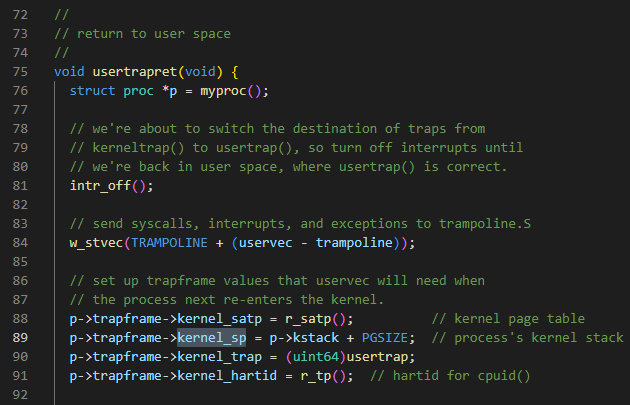 72 //
73 // return to user space
74 //
75 void usertrapret(void) {
76 struct proc *p = myproc();
77
78 // we're about to switch the destination of traps from
79 // kerneltrap() to usertrap(), so turn off interrupts until
80 // we're back in user space, where usertrap() is correct.
81 intr_off();
82
83 // send syscalls, interrupts, and exceptions to trampoline.S
84 w_stvec(TRAMPOLINE + (uservec - trampoline));
85
86 // set up trapframe values that uservec will need when
87 // the process next re-enters the kernel.
88 p->trapframe->kernel_satp = r_satp(); // kernel page table
89 p->trapframe->kernel_sp = p->kstack + PGSIZE; // process's kernel stack
90 p->trapframe->kernel_trap = (uint64)usertrap;
91 p->trapframe->kernel_hartid = r_tp(); // hartid for cpuid()
92